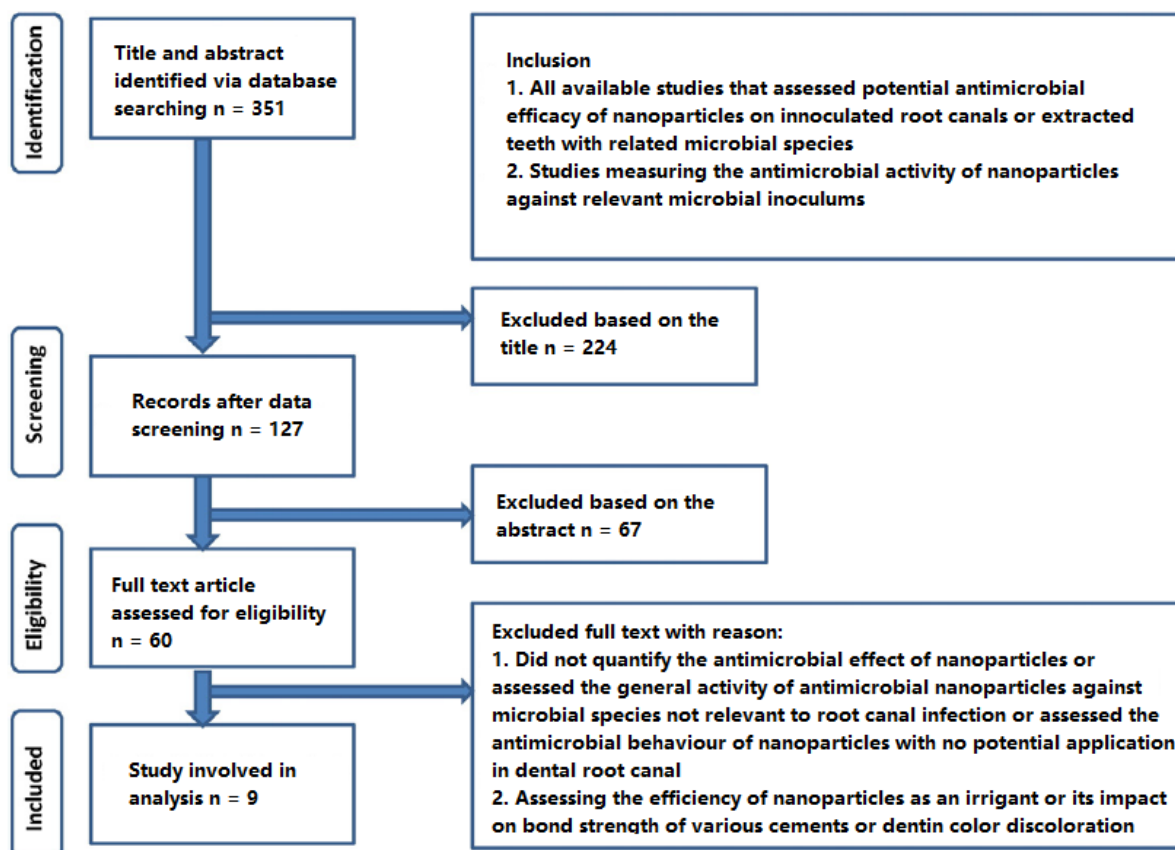 Identification
Title and abstract
identified via database
searching n = 351
Inclusion
1. All available studies that assessed potential antimicrobial
efficacy of nanoparticles on innoculated root canals or extracted
teeth with related microbial species
2. Studies measuring the antimicrobial activity of nanoparticles
against relevant microbial inoculums
Excluded based on the
title n = 224
Screening
Records after data
screening n = 127
Excluded based on the
abstract n = 67
Eligibility
Full text article
assessed for eligibility
n = 60
Excluded full text with reason:
1. Did not quantify the antimicrobial effect of nanoparticles or
assessed the general activity of antimicrobial nanoparticles against
microbial species not relevant to root canal infection or assessed the
antimicrobial behaviour of nanoparticles with no potential application
in dental root canal
2. Assessing the efficiency of nanoparticles as an irrigant or its impact
on bond strength of various cements or dentin color discoloration
Included
Study involved in
analysis n = 9